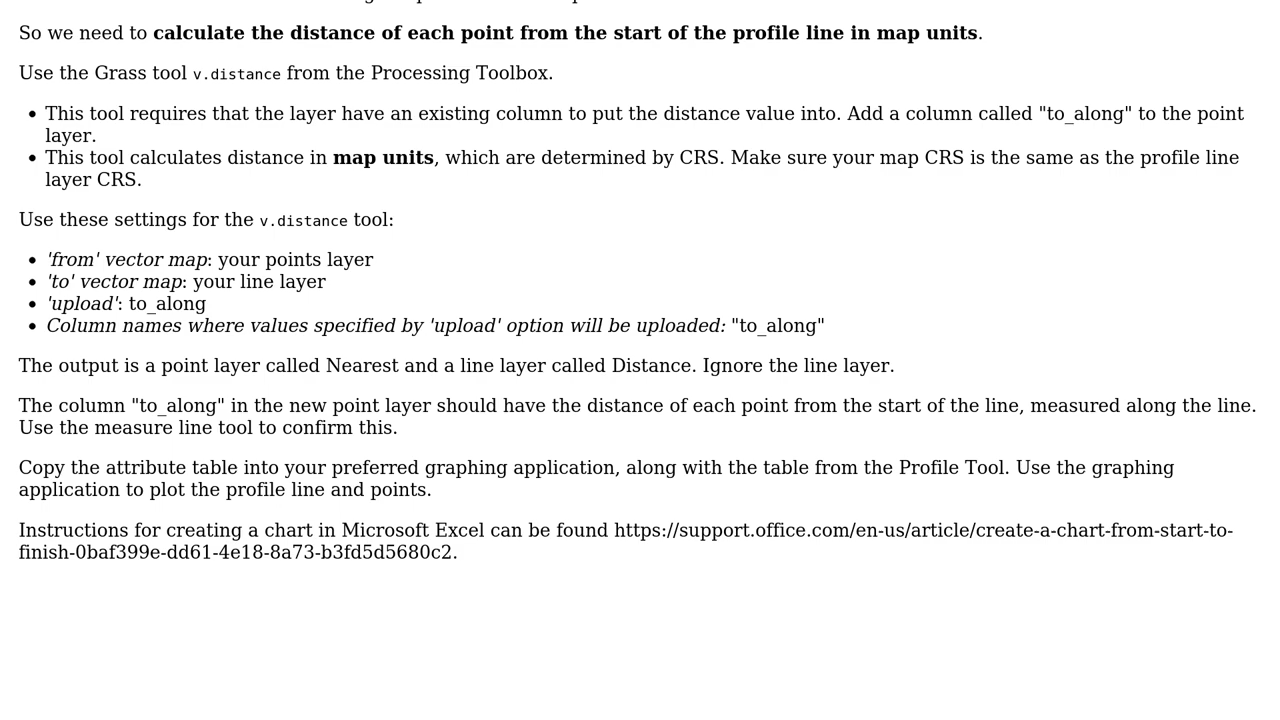 So we need to calculate the distance of each point from the start of the profile line in map units.
Use the Grass tool v.distance from the Processing Toolbox.
• This tool requires that the layer have an existing column to put the distance value into. Add a column called "to_along" to the point
layer.
• This tool calculates distance in map units, which are determined by CRS. Make sure your map CRS is the same as the profile line
layer CRS.
Use these settings for the v.distance tool:
• 'from' vector map: your points layer
• 'to' vector map: your line layer
• 'upload': to_along
• Column names where values specified by 'upload' option will be uploaded: "to_along"
The output is a point layer called Nearest and a line layer called Distance. Ignore the line layer.
The column "to_along" in the new point layer should have the distance of each point from the start of the line, measured along the line.
Use the measure line tool to confirm this.
Copy the attribute table into your preferred graphing application, along with the table from the Profile Tool. Use the graphing
application to plot the profile line and points.
Instructions for creating a chart in Microsoft Excel can be found https://support.office.com/en-us/article/create-a-chart-from-start-to-
finish-0baf399e-dd61-4e18-8a73-b3fd5d5680c2.